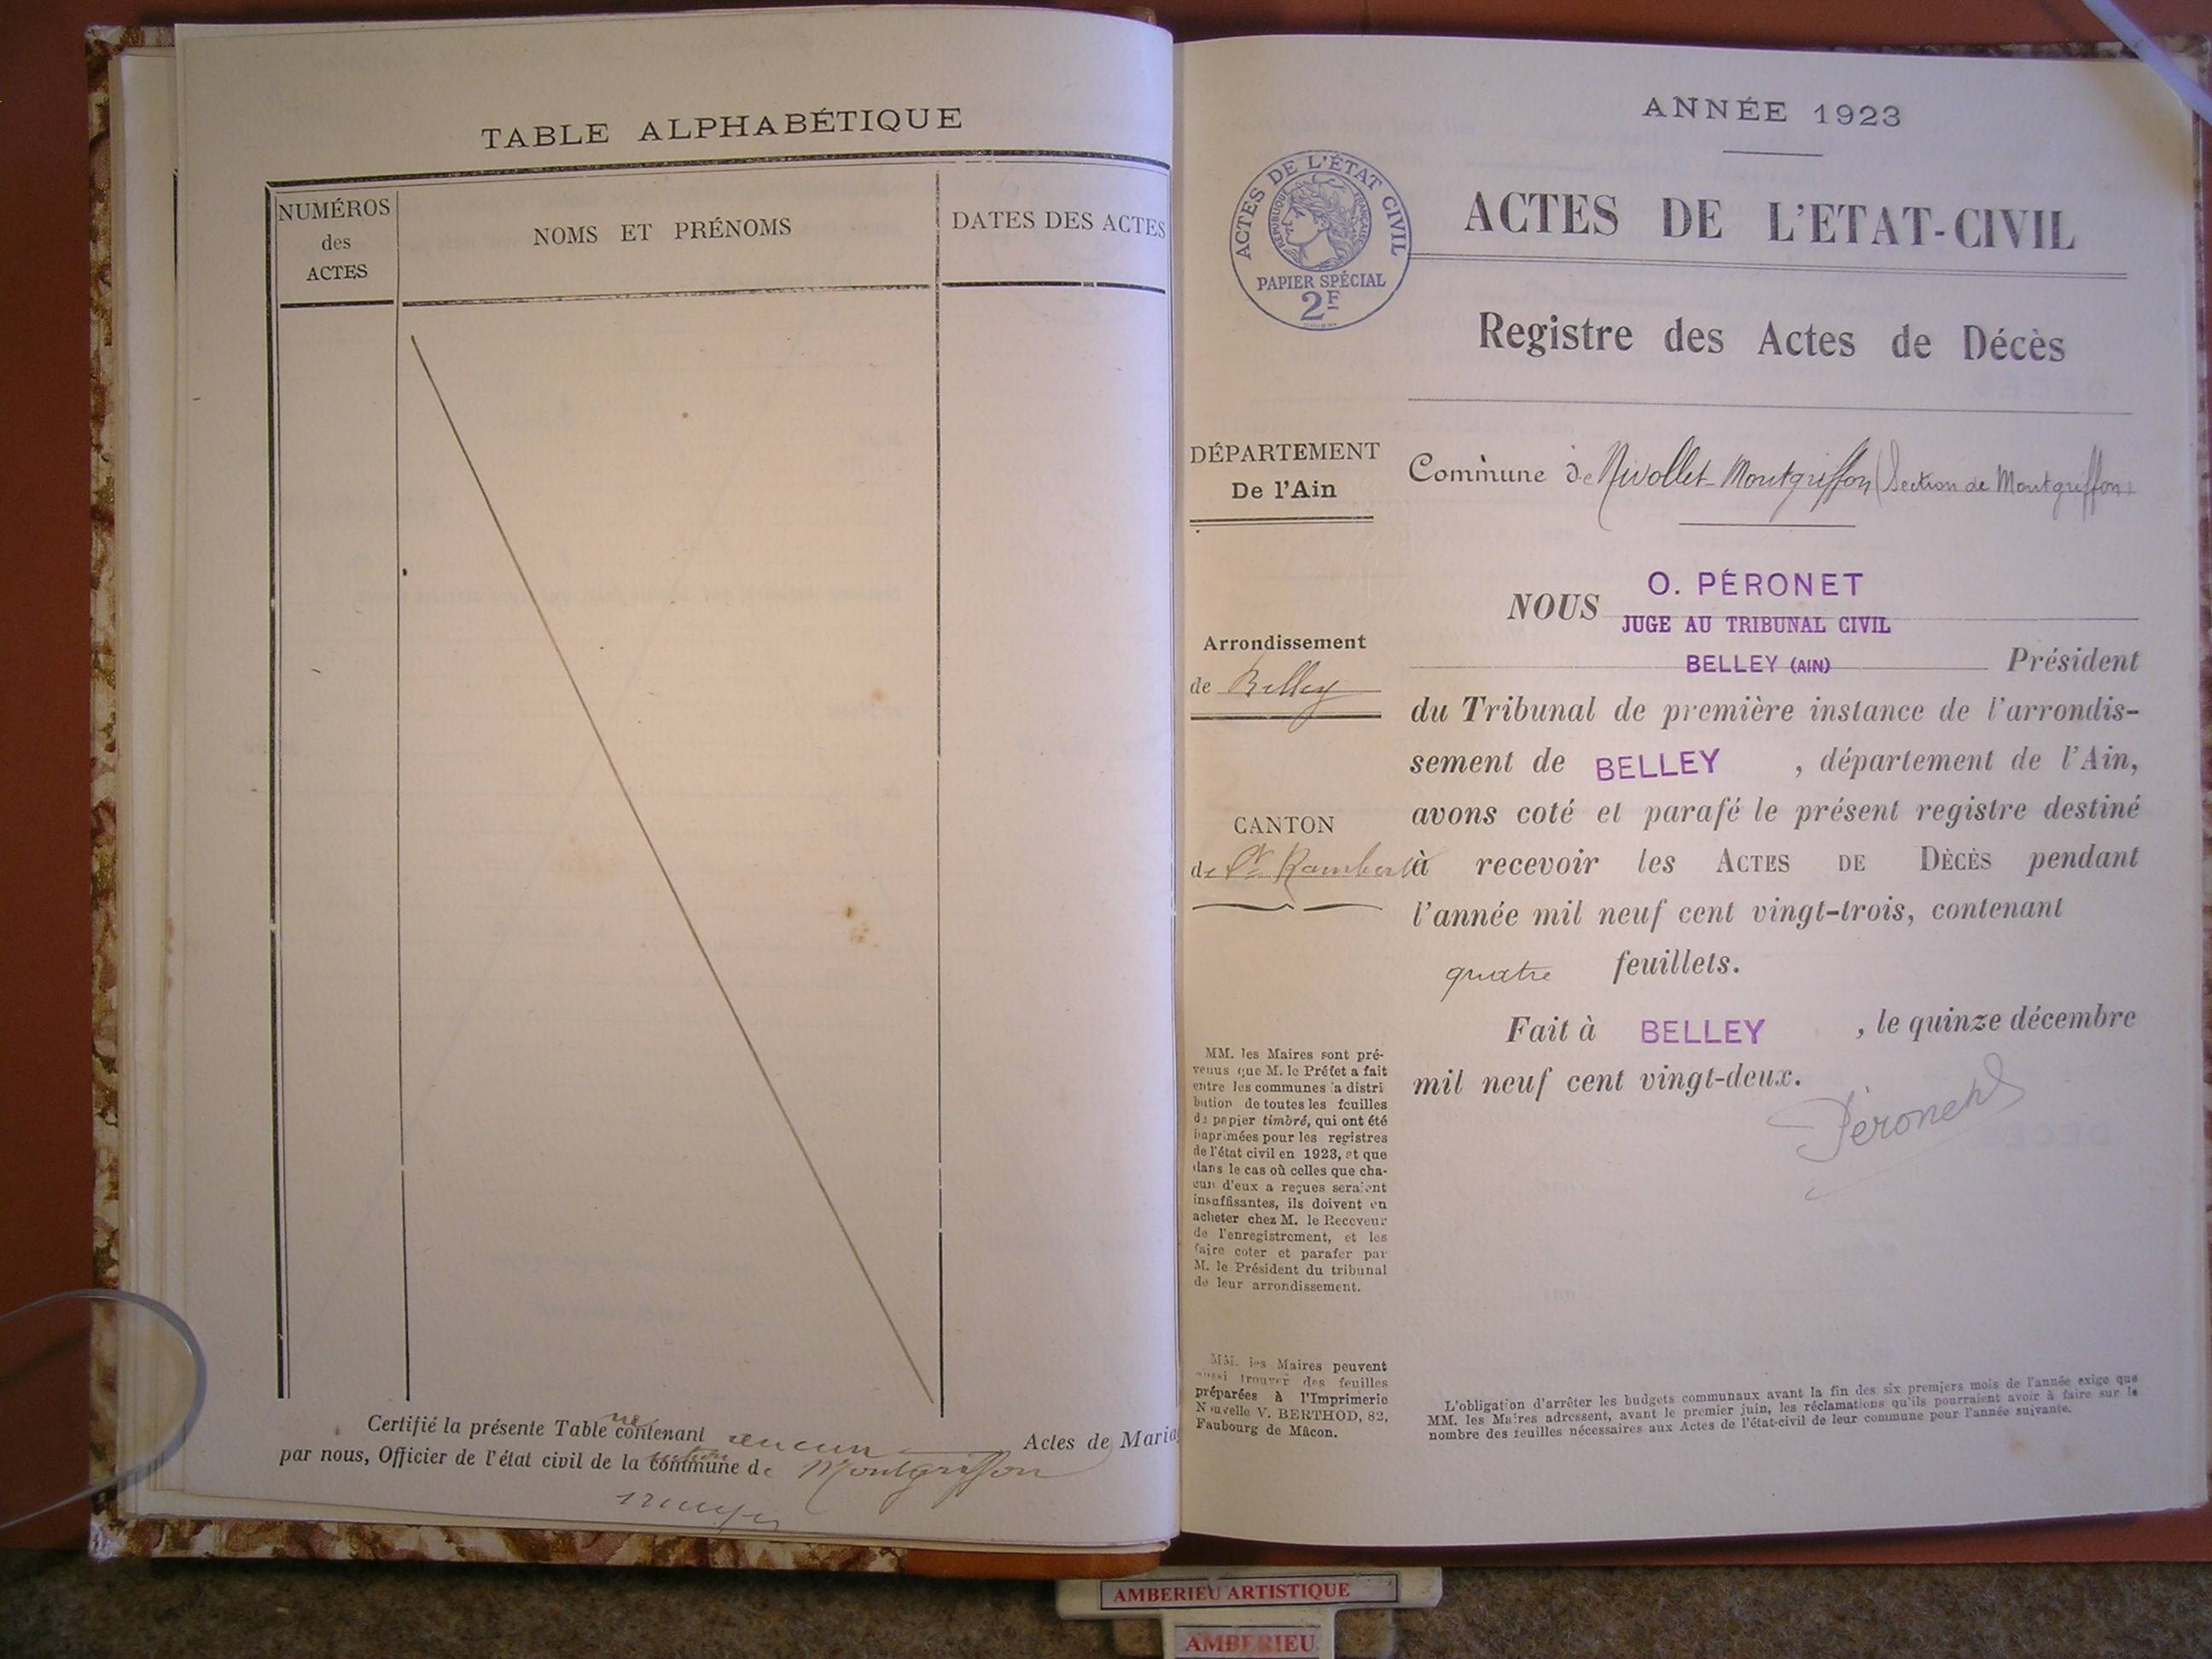 TABLE ALPHABÉTIQUE
NUMÉROS
des
ACTES
NOMS ET PRÉNOMS
DATES DES ACTES
ne
Certifié la présente Table contenant aucun Actes de Maria
section
par nous, Officier de l'état civil de la commune de Montgriffon
ANNÉE 1923
ACTES DE L'ÉTAT CIVIL
RÉPUBLIQUE FRANÇAISE
PAPIER SPÉCIAL
2F
ACTES DE L'ETAT-CIVIL
Registre des Actes de Décès
DÉPARTEMENT
De l'Ain
Commune de Nivollet-Montgriffon (Section de Montgriffon)
Arrondissement
de Belley
CANTON
de St Rambert
NOUS O. PÉRONET
JUGE AU TRIBUNAL CIVIL
BELLEY (AIN) Président
du Tribunal de première instance de l'arrondis-
sement de BELLEY , département de l'Ain,
avons coté et parafé le présent registre destiné
à recevoir les ACTES DE DÉCÈS pendant
l'année mil neuf cent vingt-trois, contenant
quatre feuillets.
Fait à BELLEY , le quinze décembre
mil neuf cent vingt-deux.
Péronet
MM. les Maires sont pré-
venus que M. le Préfet a fait
entre les communes a distri
bution de toutes les feuilles
de papier timbré, qui ont été
imprimées pour les registres
de l'état civil en 1923, et que
dans le cas où celles que cha-
cun d'eux a reçues seraient
insuffisantes, ils doivent en
acheter chez M. le Receveur
de l'enregistrement, et les
faire coter et parafer par
M. le Président du tribunal
de leur arrondissement.
MM. les Maires peuvent
aussi trouver des feuilles
préparées à l'Imprimerie
Nouvelle V. BERTHOD, 82,
Faubourg de Mâcon.
L'obligation d'arrêter les budgets communaux avant la fin des six premiers mois de l'année exige que
MM. les Maires adressent, avant le premier juin, les réclamations qu'ils pourraient avoir à faire sur le
nombre des feuilles nécessaires aux Actes de l'état-civil de leur commune pour l'année suivante.
AMBERIEU ARTISTIQUE
AMBERIEU